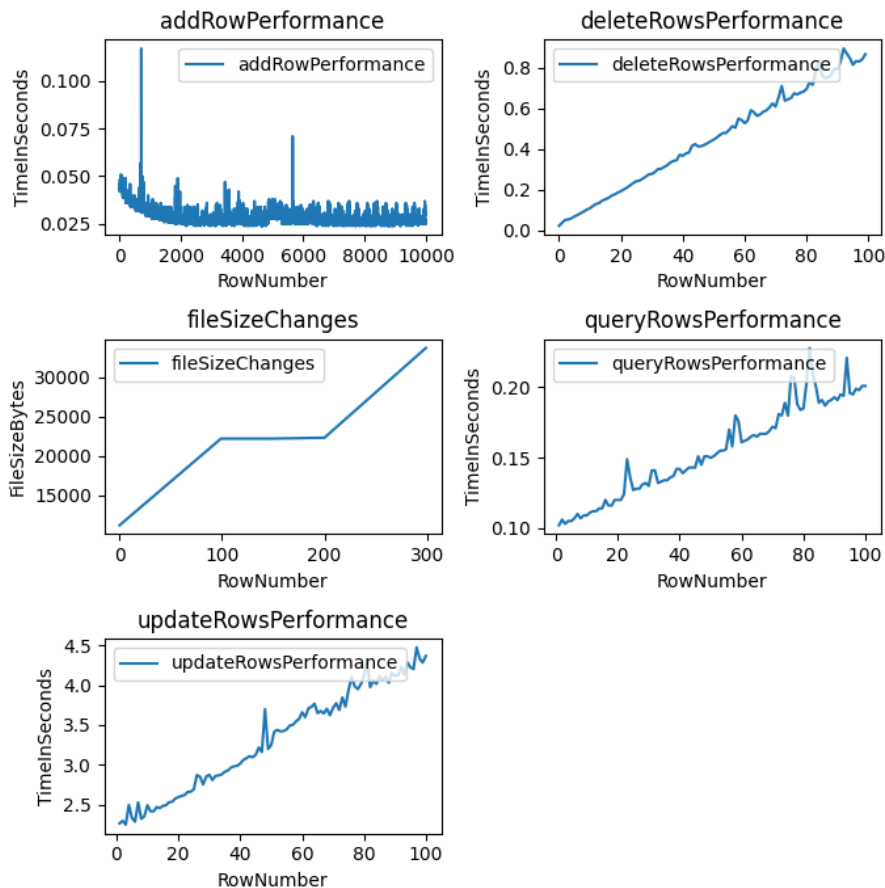 addRowPerformance
TimeInSeconds
0.100
0.075
0.050
0.025
addRowPerformance
0 2000 4000 6000 8000 10000
RowNumber
deleteRowsPerformance
TimeInSeconds
0.8
0.6
0.4
0.2
0.0
deleteRowsPerformance
0 20 40 60 80 100
RowNumber
fileSizeChanges
FileSizeBytes
30000
25000
20000
15000
fileSizeChanges
0 100 200 300
RowNumber
queryRowsPerformance
TimeInSeconds
0.20
0.15
0.10
queryRowsPerformance
0 20 40 60 80 100
RowNumber
updateRowsPerformance
TimeInSeconds
4.5
4.0
3.5
3.0
2.5
updateRowsPerformance
0 20 40 60 80 100
RowNumber